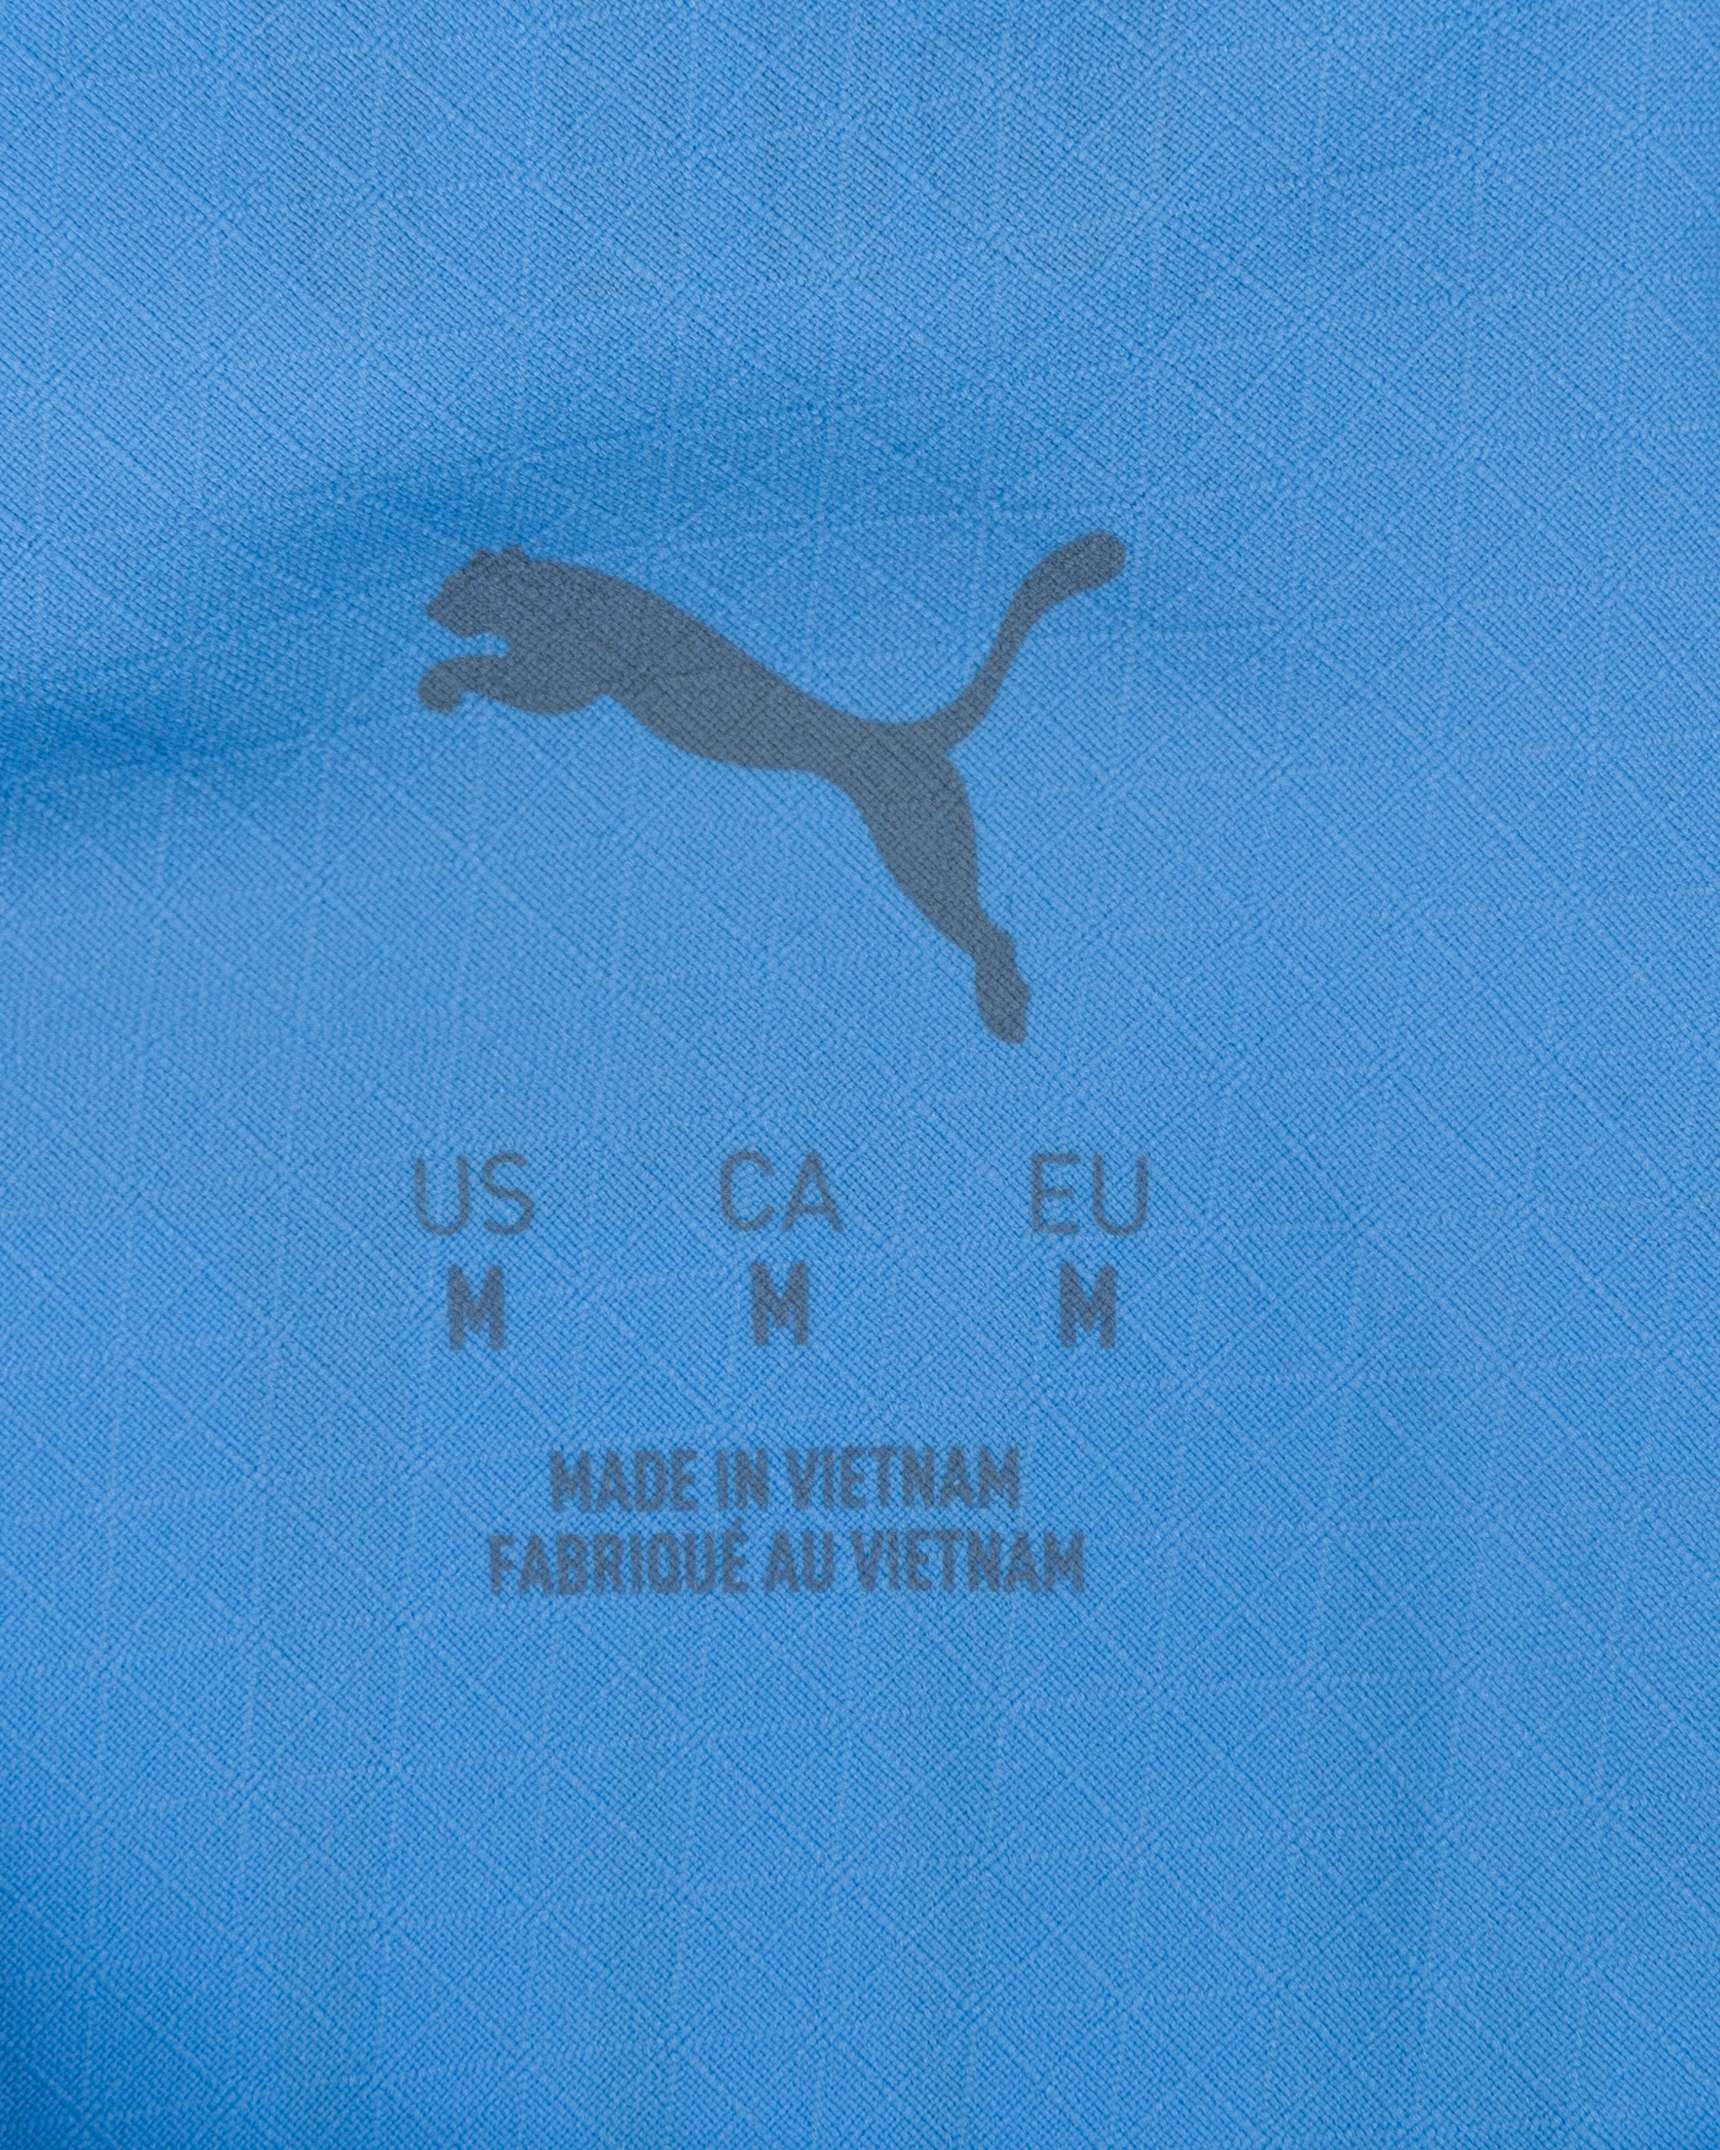 US CA EU
M M M
MADE IN VIETNAM
FABRIQUÉ AU VIETNAM